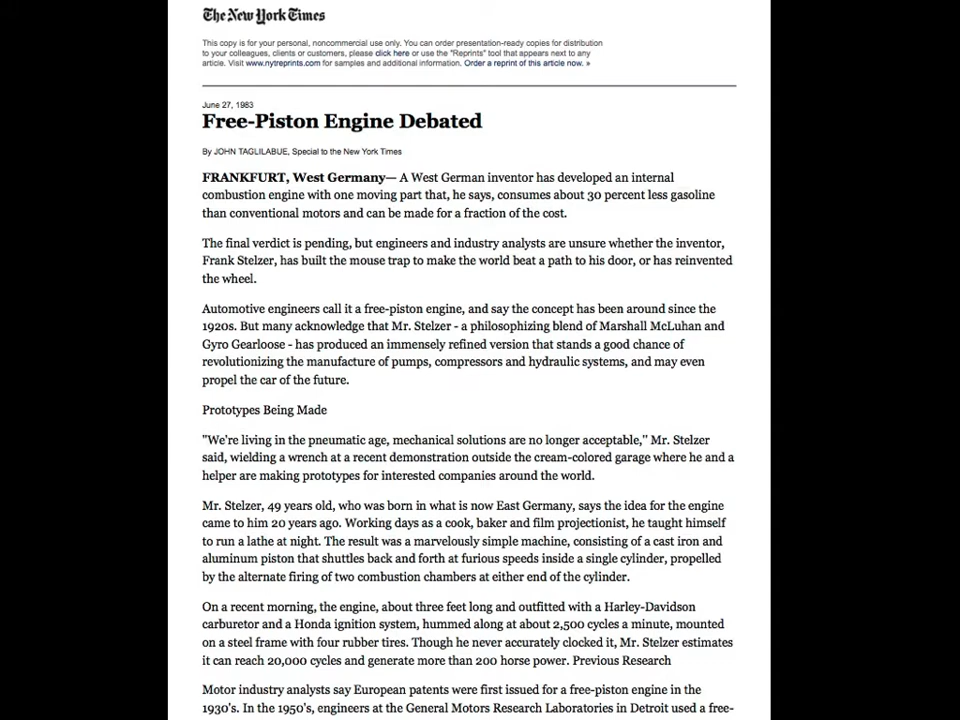 The New York Times
This copy is for your personal, noncommercial use only. You can order presentation-ready copies for distribution
to your colleagues, clients or customers, please click here or use the "Reprints" tool that appears next to any
article. Visit www.nytreprints.com for samples and additional information. Order a reprint of this article now. »
June 27, 1983
Free-Piston Engine Debated
By JOHN TAGLILABUE, Special to the New York Times
FRANKFURT, West Germany— A West German inventor has developed an internal
combustion engine with one moving part that, he says, consumes about 30 percent less gasoline
than conventional motors and can be made for a fraction of the cost.
The final verdict is pending, but engineers and industry analysts are unsure whether the inventor,
Frank Stelzer, has built the mouse trap to make the world beat a path to his door, or has reinvented
the wheel.
Automotive engineers call it a free-piston engine, and say the concept has been around since the
1920s. But many acknowledge that Mr. Stelzer - a philosophizing blend of Marshall McLuhan and
Gyro Gearloose - has produced an immensely refined version that stands a good chance of
revolutionizing the manufacture of pumps, compressors and hydraulic systems, and may even
propel the car of the future.
Prototypes Being Made
"We're living in the pneumatic age, mechanical solutions are no longer acceptable,'' Mr. Stelzer
said, wielding a wrench at a recent demonstration outside the cream-colored garage where he and a
helper are making prototypes for interested companies around the world.
Mr. Stelzer, 49 years old, who was born in what is now East Germany, says the idea for the engine
came to him 20 years ago. Working days as a cook, baker and film projectionist, he taught himself
to run a lathe at night. The result was a marvelously simple machine, consisting of a cast iron and
aluminum piston that shuttles back and forth at furious speeds inside a single cylinder, propelled
by the alternate firing of two combustion chambers at either end of the cylinder.
On a recent morning, the engine, about three feet long and outfitted with a Harley-Davidson
carburetor and a Honda ignition system, hummed along at about 2,500 cycles a minute, mounted
on a steel frame with four rubber tires. Though he never accurately clocked it, Mr. Stelzer estimates
it can reach 20,000 cycles and generate more than 200 horse power. Previous Research
Motor industry analysts say European patents were first issued for a free-piston engine in the
1930's. In the 1950's, engineers at the General Motors Research Laboratories in Detroit used a free-